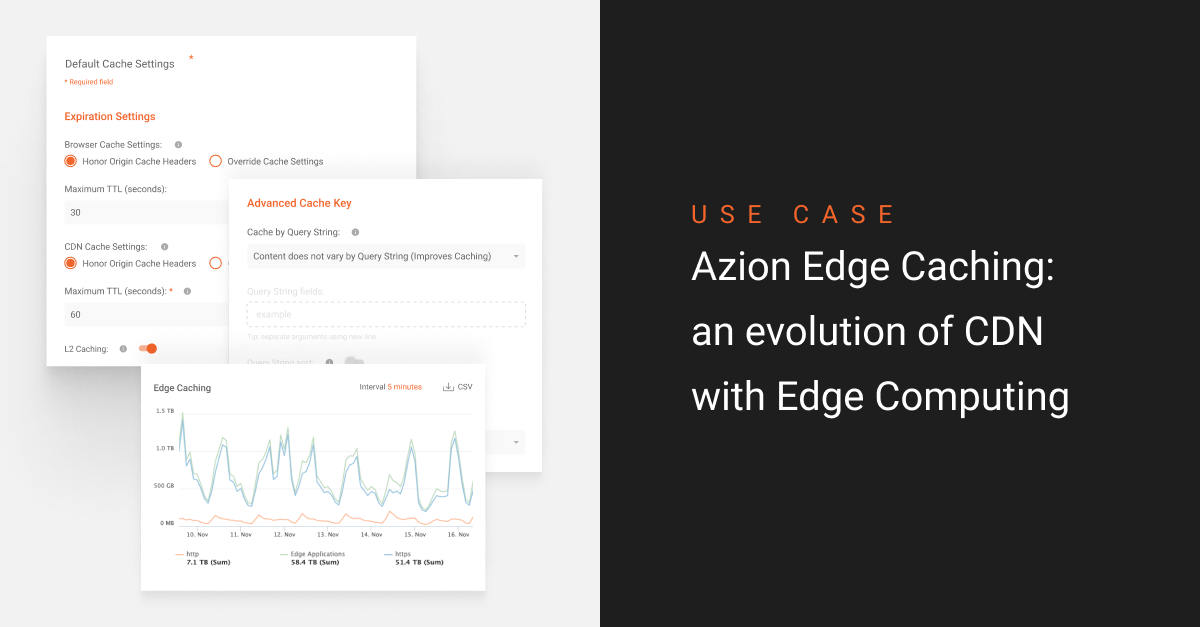 Default Cache Settings *
* Required field
Expiration Settings
Browser Cache Settings:
Honor Origin Cache Headers Override Cache Settings
Maximum TTL (seconds):
30
CDN Cache Settings:
Honor Origin Cache Headers
Maximum TTL (seconds): *
60
L2 Caching:
Advanced Cache Key
Cache by Query String:
Content does not vary by Query String (Improves Caching)
Query String fields:
example
Tip: separate arguments using new line
Query String sort:
Edge Caching
Interval 5 minutes
CSV
1.5 TB
1.0 TB
500 GB
0 MB
10. Nov 11. Nov 12. Nov 13. Nov 14. Nov 15. Nov 16. Nov
http Edge Applications https
7.1 TB (Sum) 58.4 TB (Sum) 51.4 TB (Sum)
USE CASE
Azion Edge Caching:
an evolution of CDN
with Edge Computing